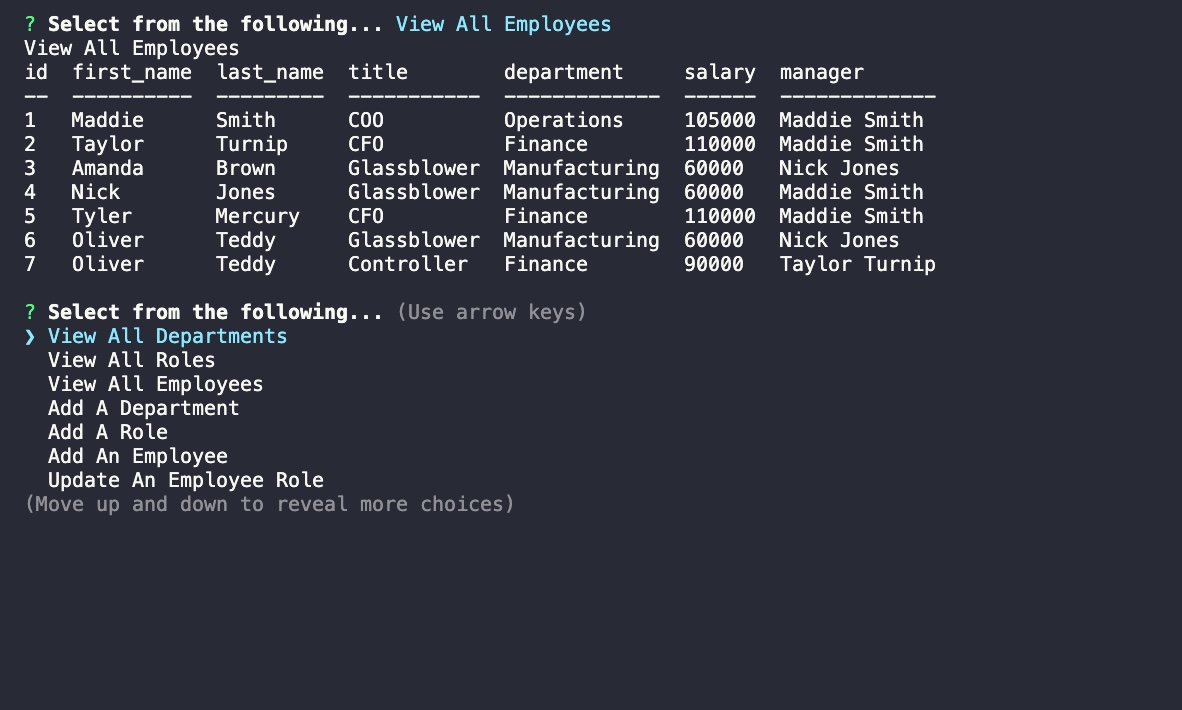 ? Select from the following... View All Employees
View All Employees
id  first_name  last_name  title        department     salary  manager
--  ----------  ---------  -----------  -------------  ------  -------------
1   Maddie      Smith      COO          Operations     105000  Maddie Smith
2   Taylor      Turnip     CFO          Finance        110000  Maddie Smith
3   Amanda      Brown      Glassblower  Manufacturing  60000   Nick Jones
4   Nick        Jones      Glassblower  Manufacturing  60000   Maddie Smith
5   Tyler       Mercury    CFO          Finance        110000  Maddie Smith
6   Oliver      Teddy      Glassblower  Manufacturing  60000   Nick Jones
7   Oliver      Teddy      Controller   Finance        90000   Taylor Turnip
? Select from the following... (Use arrow keys)
❯ View All Departments
  View All Roles
  View All Employees
  Add A Department
  Add A Role
  Add An Employee
  Update An Employee Role
(Move up and down to reveal more choices)